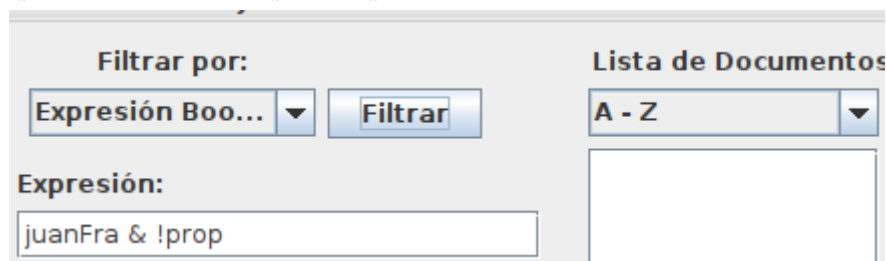 Filtrar por:
Lista de Documentos
Expresión Boo...
Filtrar
A - Z
Expresión:
juanFra & !prop